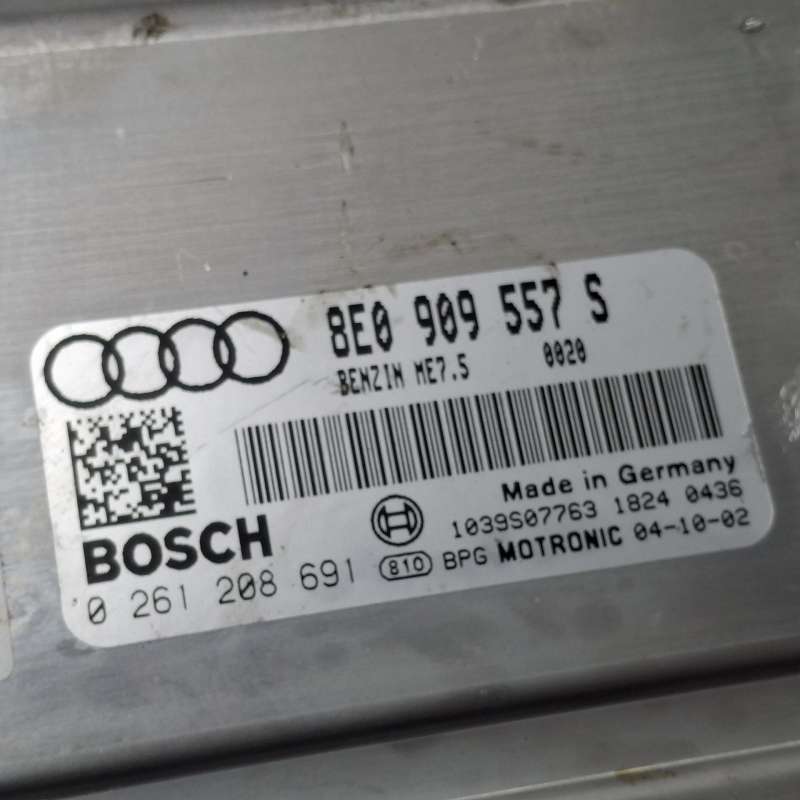 8E0 909 557 S
BENZIN ME7.5 0020
Made in Germany
BOSCH 1039S07763 1824 0436
0 261 208 691 810 BPG MOTRONIC 04-10-02